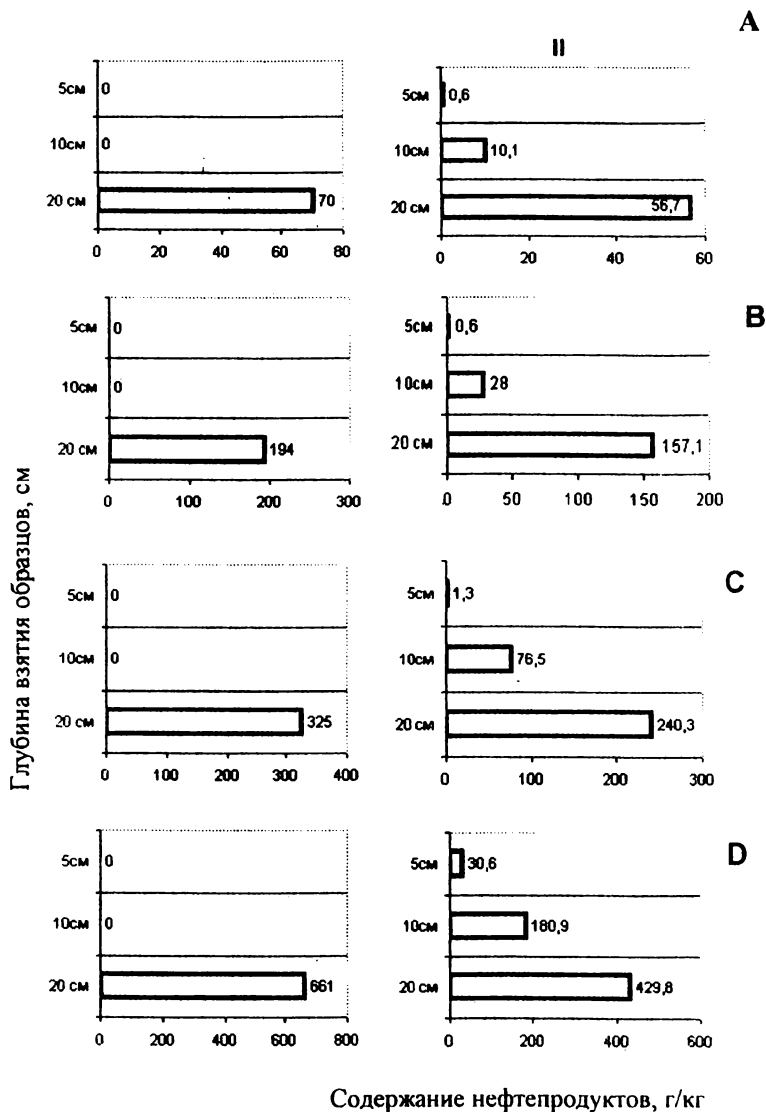 A
II
5см 0
10см 0
20 см 70
0 20 40 60 80
5см 0,6
10см 10,1
20 см 56,7
0 20 40 60
B
5см 0
10см 0
20 см 194
0 100 200 300
5см 0,6
10см 28
20 см 157,1
0 50 100 150 200
C
5см 0
10см 0
20 см 325
0 100 200 300 400
5см 1,3
10см 76,5
20 см 240,3
0 100 200 300
D
5см 0
10см 0
20 см 661
0 200 400 600 800
5см 30,6
10см 180,9
20 см 429,8
0 200 400 600
Глубина взятия образцов, см
Содержание нефтепродуктов, г/кг